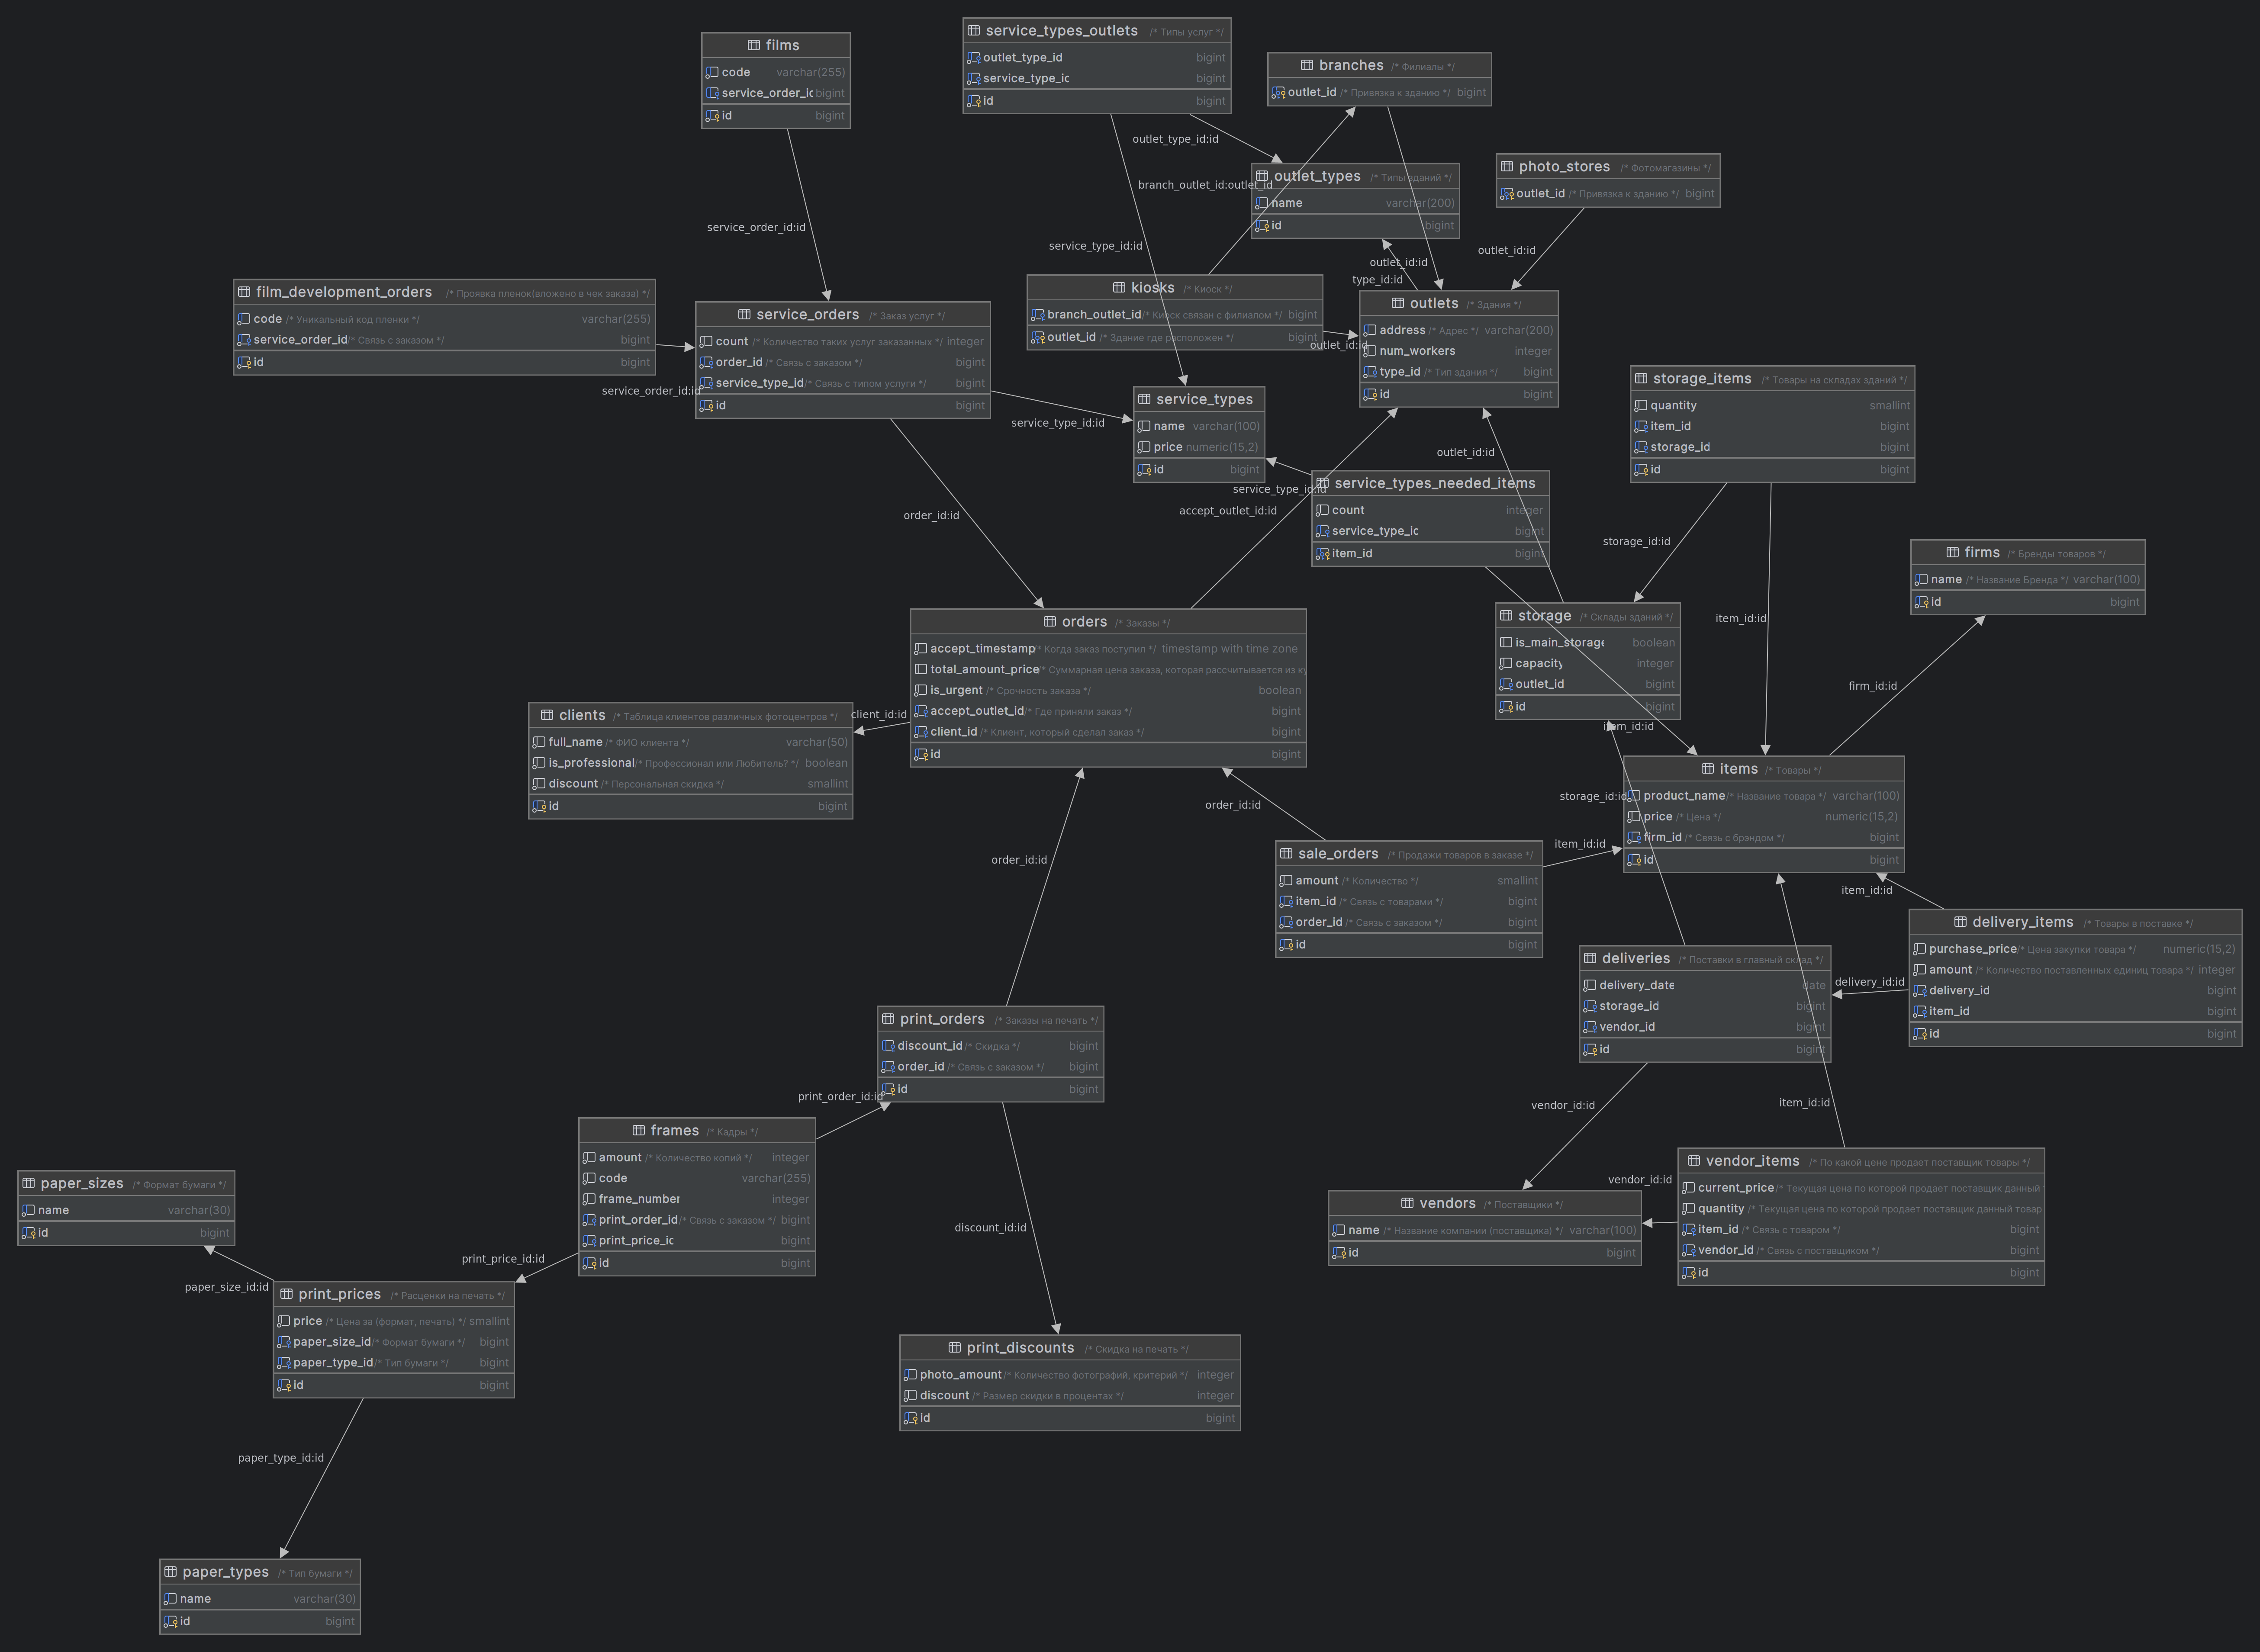 films
code varchar(255)
service_order_ic bigint
id bigint
service_types_outlets /* Типы услуг */
outlet_type_id bigint
service_type_ic bigint
id bigint
branches /* Филиалы */
outlet_id /* Привязка к зданию */ bigint
outlet_type_id:id
branch_outlet_id:outlet_id
outlet_types /* Типы зданий */
name varchar(200)
id bigint
photo_stores /* Фотомагазины */
outlet_id /* Привязка к зданию */ bigint
service_order_id:id
service_type_id:id
outlet_id:id
outlet_id:id
type_id:id
film_development_orders /* Проявка пленок(вложено в чек заказа) */
code /* Уникальный код пленки */ varchar(255)
service_order_id /* Связь с заказом */ bigint
id bigint
service_order_id:id
service_orders /* Заказ услуг */
count /* Количество таких услуг заказанных */ integer
order_id /* Связь с заказом */ bigint
service_type_id /* Связь с типом услуги */ bigint
id bigint
kiosks /* Киоск */
branch_outlet_id /* Киоск связан с филиалом */ bigint
outlet_id /* Здание где расположен */ bigint
outlet_id:id
outlets /* Здания */
address /* Адрес */ varchar(200)
num_workers integer
type_id /* Тип здания */ bigint
id bigint
service_type_id:id
service_types
name varchar(100)
price numeric(15,2)
id bigint
storage_items /* Товары на складах зданий */
quantity smallint
item_id bigint
storage_id bigint
id bigint
outlet_id:id
service_type_id:id
accept_outlet_id:id
order_id:id
service_types_needed_items
count integer
service_type_ic bigint
item_id bigint
storage_id:id
item_id:id
firms /* Бренды товаров */
name /* Название Бренда */ varchar(100)
id bigint
firm_id:id
storage /* Склады зданий */
is_main_storage boolean
capacity integer
outlet_id bigint
id bigint
item_id:id
orders /* Заказы */
accept_timestamp /* Когда заказ поступил */ timestamp with time zone
total_amount_price /* Суммарная цена заказа, которая рассчитывается из ку
is_urgent /* Срочность заказа */ boolean
accept_outlet_id /* Где приняли заказ */ bigint
client_id /* Клиент, который сделал заказ */ bigint
id bigint
client_id:id
clients /* Таблица клиентов различных фотоцентров */
full_name /* ФИО клиента */ varchar(50)
is_professional /* Профессионал или Любитель? */ boolean
discount /* Персональная скидка */ smallint
id bigint
items /* Товары */
product_name /* Название товара */ varchar(100)
price /* Цена */ numeric(15,2)
firm_id /* Связь с брэндом */ bigint
id bigint
storage_id:id
order_id:id
item_id:id
sale_orders /* Продажи товаров в заказе */
amount /* Количество */ smallint
item_id /* Связь с товарами */ bigint
order_id /* Связь с заказом */ bigint
id bigint
order_id:id
item_id:id
delivery_items /* Товары в поставке */
purchase_price /* Цена закупки товара */ numeric(15,2)
amount /* Количество поставленных единиц товара */ integer
delivery_id bigint
item_id bigint
id bigint
delivery_id:id
deliveries /* Поставки в главный склад */
delivery_date date
storage_id bigint
vendor_id bigint
id bigint
print_orders /* Заказы на печать */
discount_id /* Скидка */ bigint
order_id /* Связь с заказом */ bigint
id bigint
print_order_id:id
vendor_id:id
item_id:id
frames /* Кадры */
amount /* Количество копий */ integer
code varchar(255)
frame_number integer
print_order_id /* Связь с заказом */ bigint
print_price_ic bigint
id bigint
vendor_items /* По какой цене продает поставщик товары */
current_price /* Текущая цена по которой продает поставщик данный
quantity /* Текущая цена по которой продает поставщик данный товар
item_id /* Связь с товаром */ bigint
vendor_id /* Связь с поставщиком */ bigint
id bigint
vendor_id:id
vendors /* Поставщики */
name /* Название компании (поставщика) */ varchar(100)
id bigint
paper_sizes /* Формат бумаги */
name varchar(30)
id bigint
discount_id:id
print_price_id:id
paper_size_id:id
print_prices /* Расценки на печать */
price /* Цена за (формат, печать) */ smallint
paper_size_id /* Формат бумаги */ bigint
paper_type_id /* Тип бумаги */ bigint
id bigint
print_discounts /* Скидка на печать */
photo_amount /* Количество фотографий, критерий */ integer
discount /* Размер скидки в процентах */ integer
id bigint
paper_type_id:id
paper_types /* Тип бумаги */
name varchar(30)
id bigint